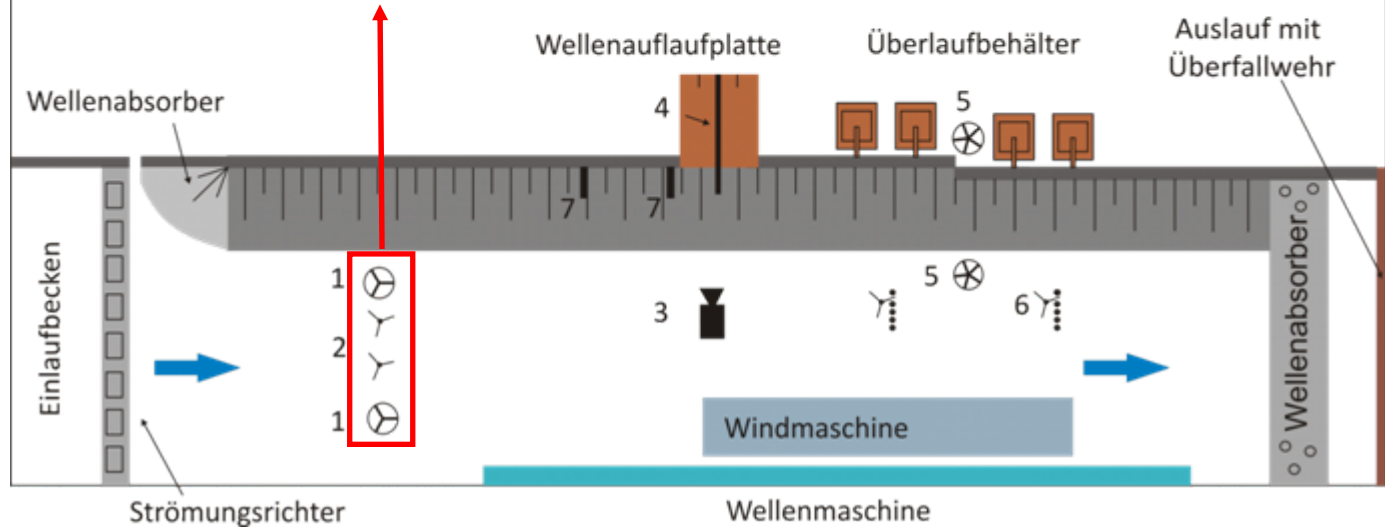 Auslauf mit
Überfallwehr
Wellenauflaufplatte
Überlaufbehälter
Wellenabsorber
4
5
7
7
Einlaufbecken
1
2
1
3
5
6
Wellenabsorber
Windmaschine
Strömungsrichter
Wellenmaschine